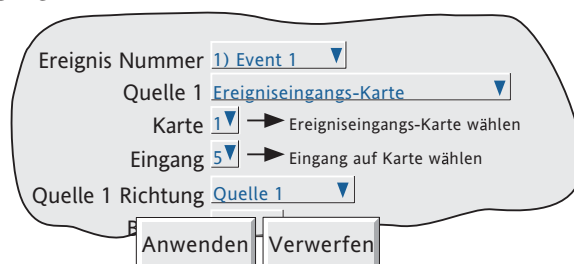 Ereignis Nummer 1) Event 1
Quelle 1 Ereigniseingangs-Karte
Karte 1 Ereigniseingangs-Karte wählen
Eingang 5 Eingang auf Karte wählen
Quelle 1 Richtung Quelle 1
Anwenden Verwerfen